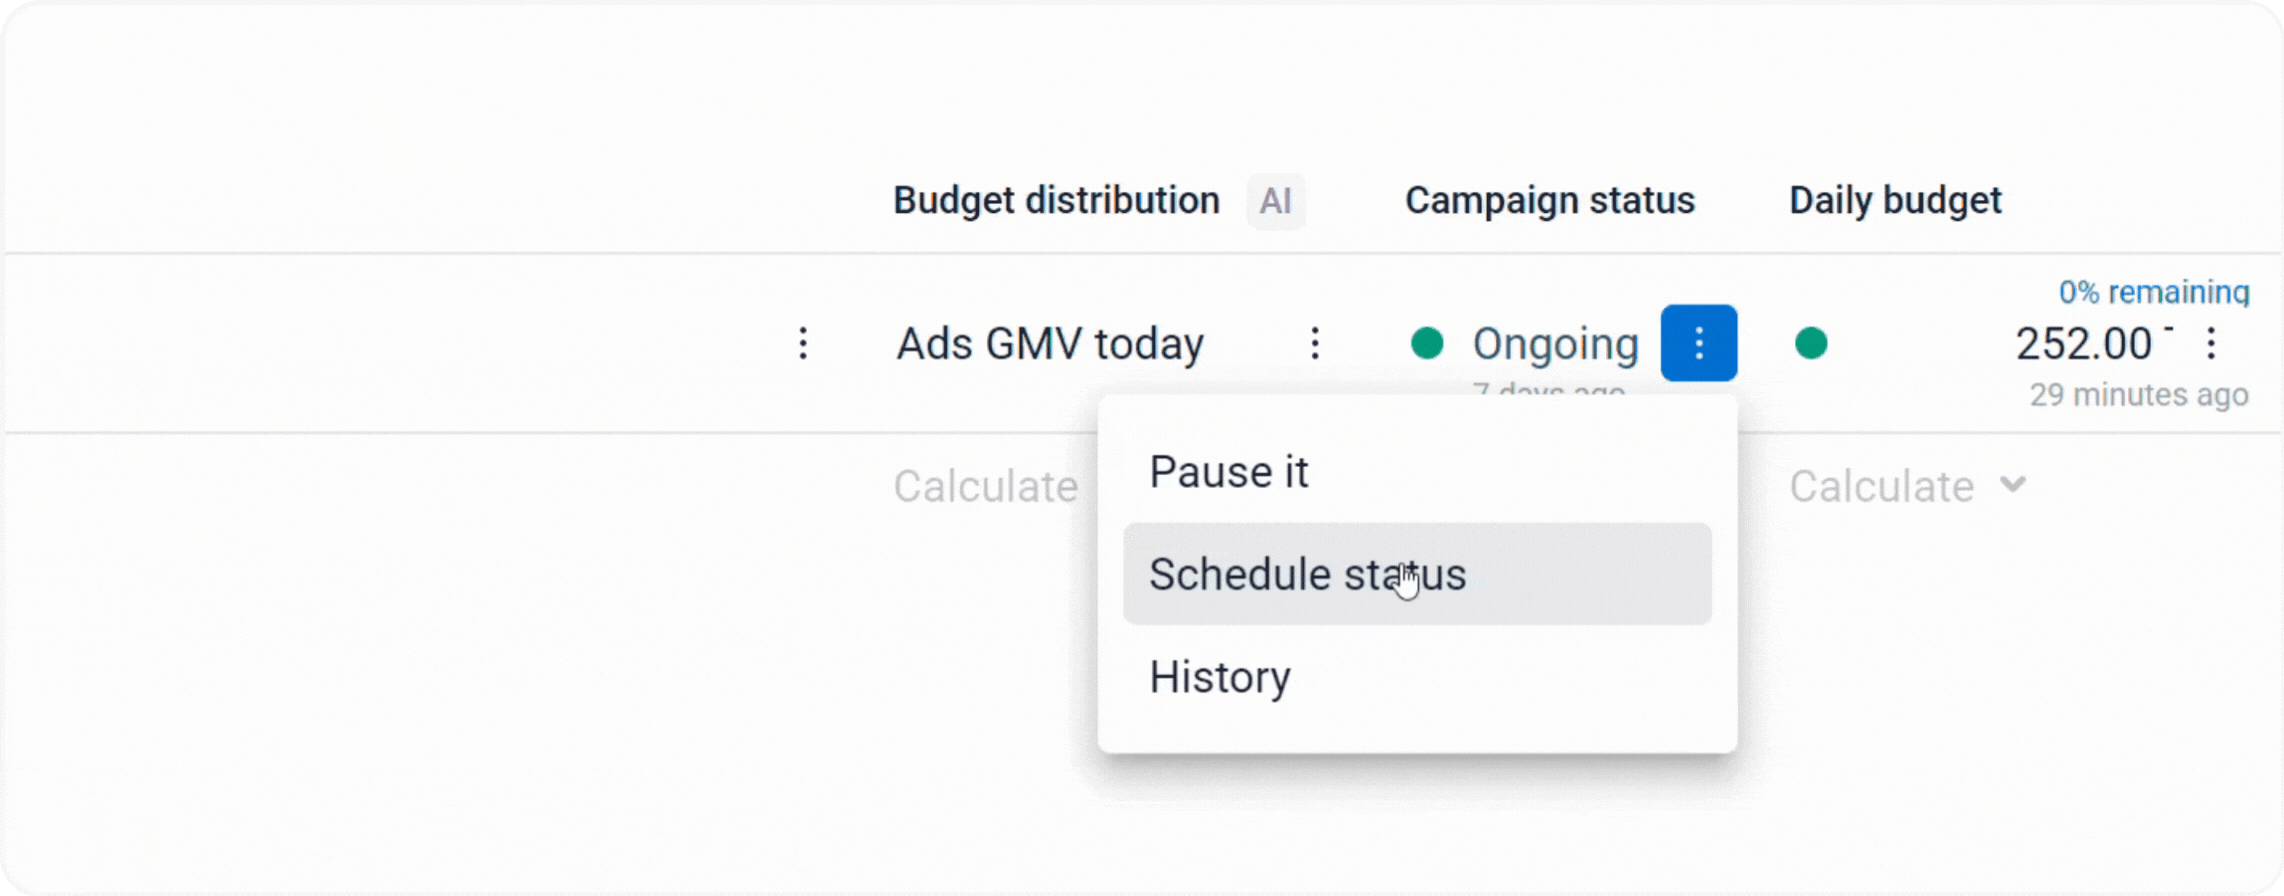 Budget distribution AI Campaign status Daily budget
0% remaining
Ads GMV today Ongoing 252.00
7 days ago 29 minutes ago
Calculate Calculate
Pause it
Schedule status
History